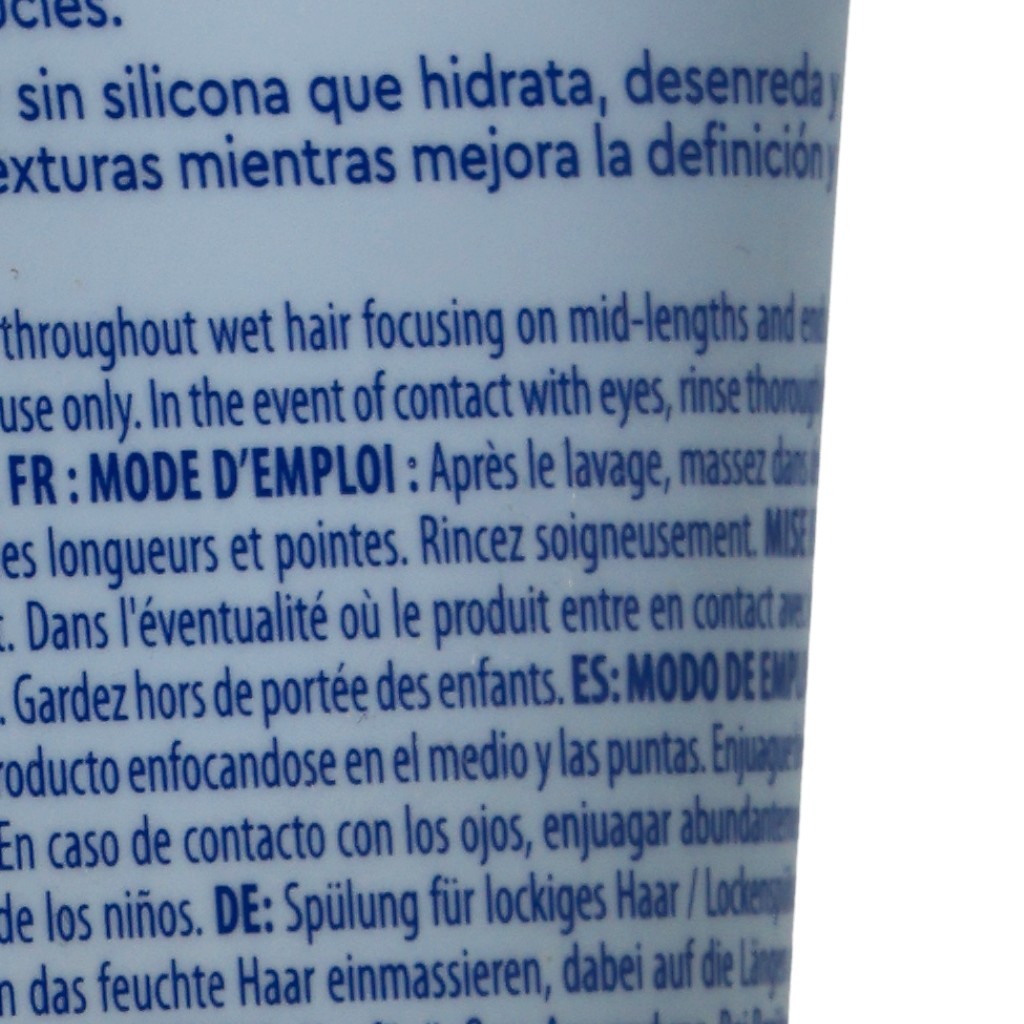 sin silicona que hidrata, desenreda y
mientras mejora la definición y
throughout wet hair focusing on mid-lengths and
use only. In the event of contact with eyes, rinse
FR : MODE D'EMPLOI : Après le lavage, massez dans
longueurs et pointes. Rincez soigneusement. MISE
Dans l'éventualité où le produit entre en contact
. Gardez hors de portée des enfants. ES: MODO DE
enfocandose en el medio y las puntas.
En caso de contacto con los ojos, enjuagar
de los niños. DE: Spülung für lockiges Haar /
das feuchte Haar einmassieren, dabei auf die